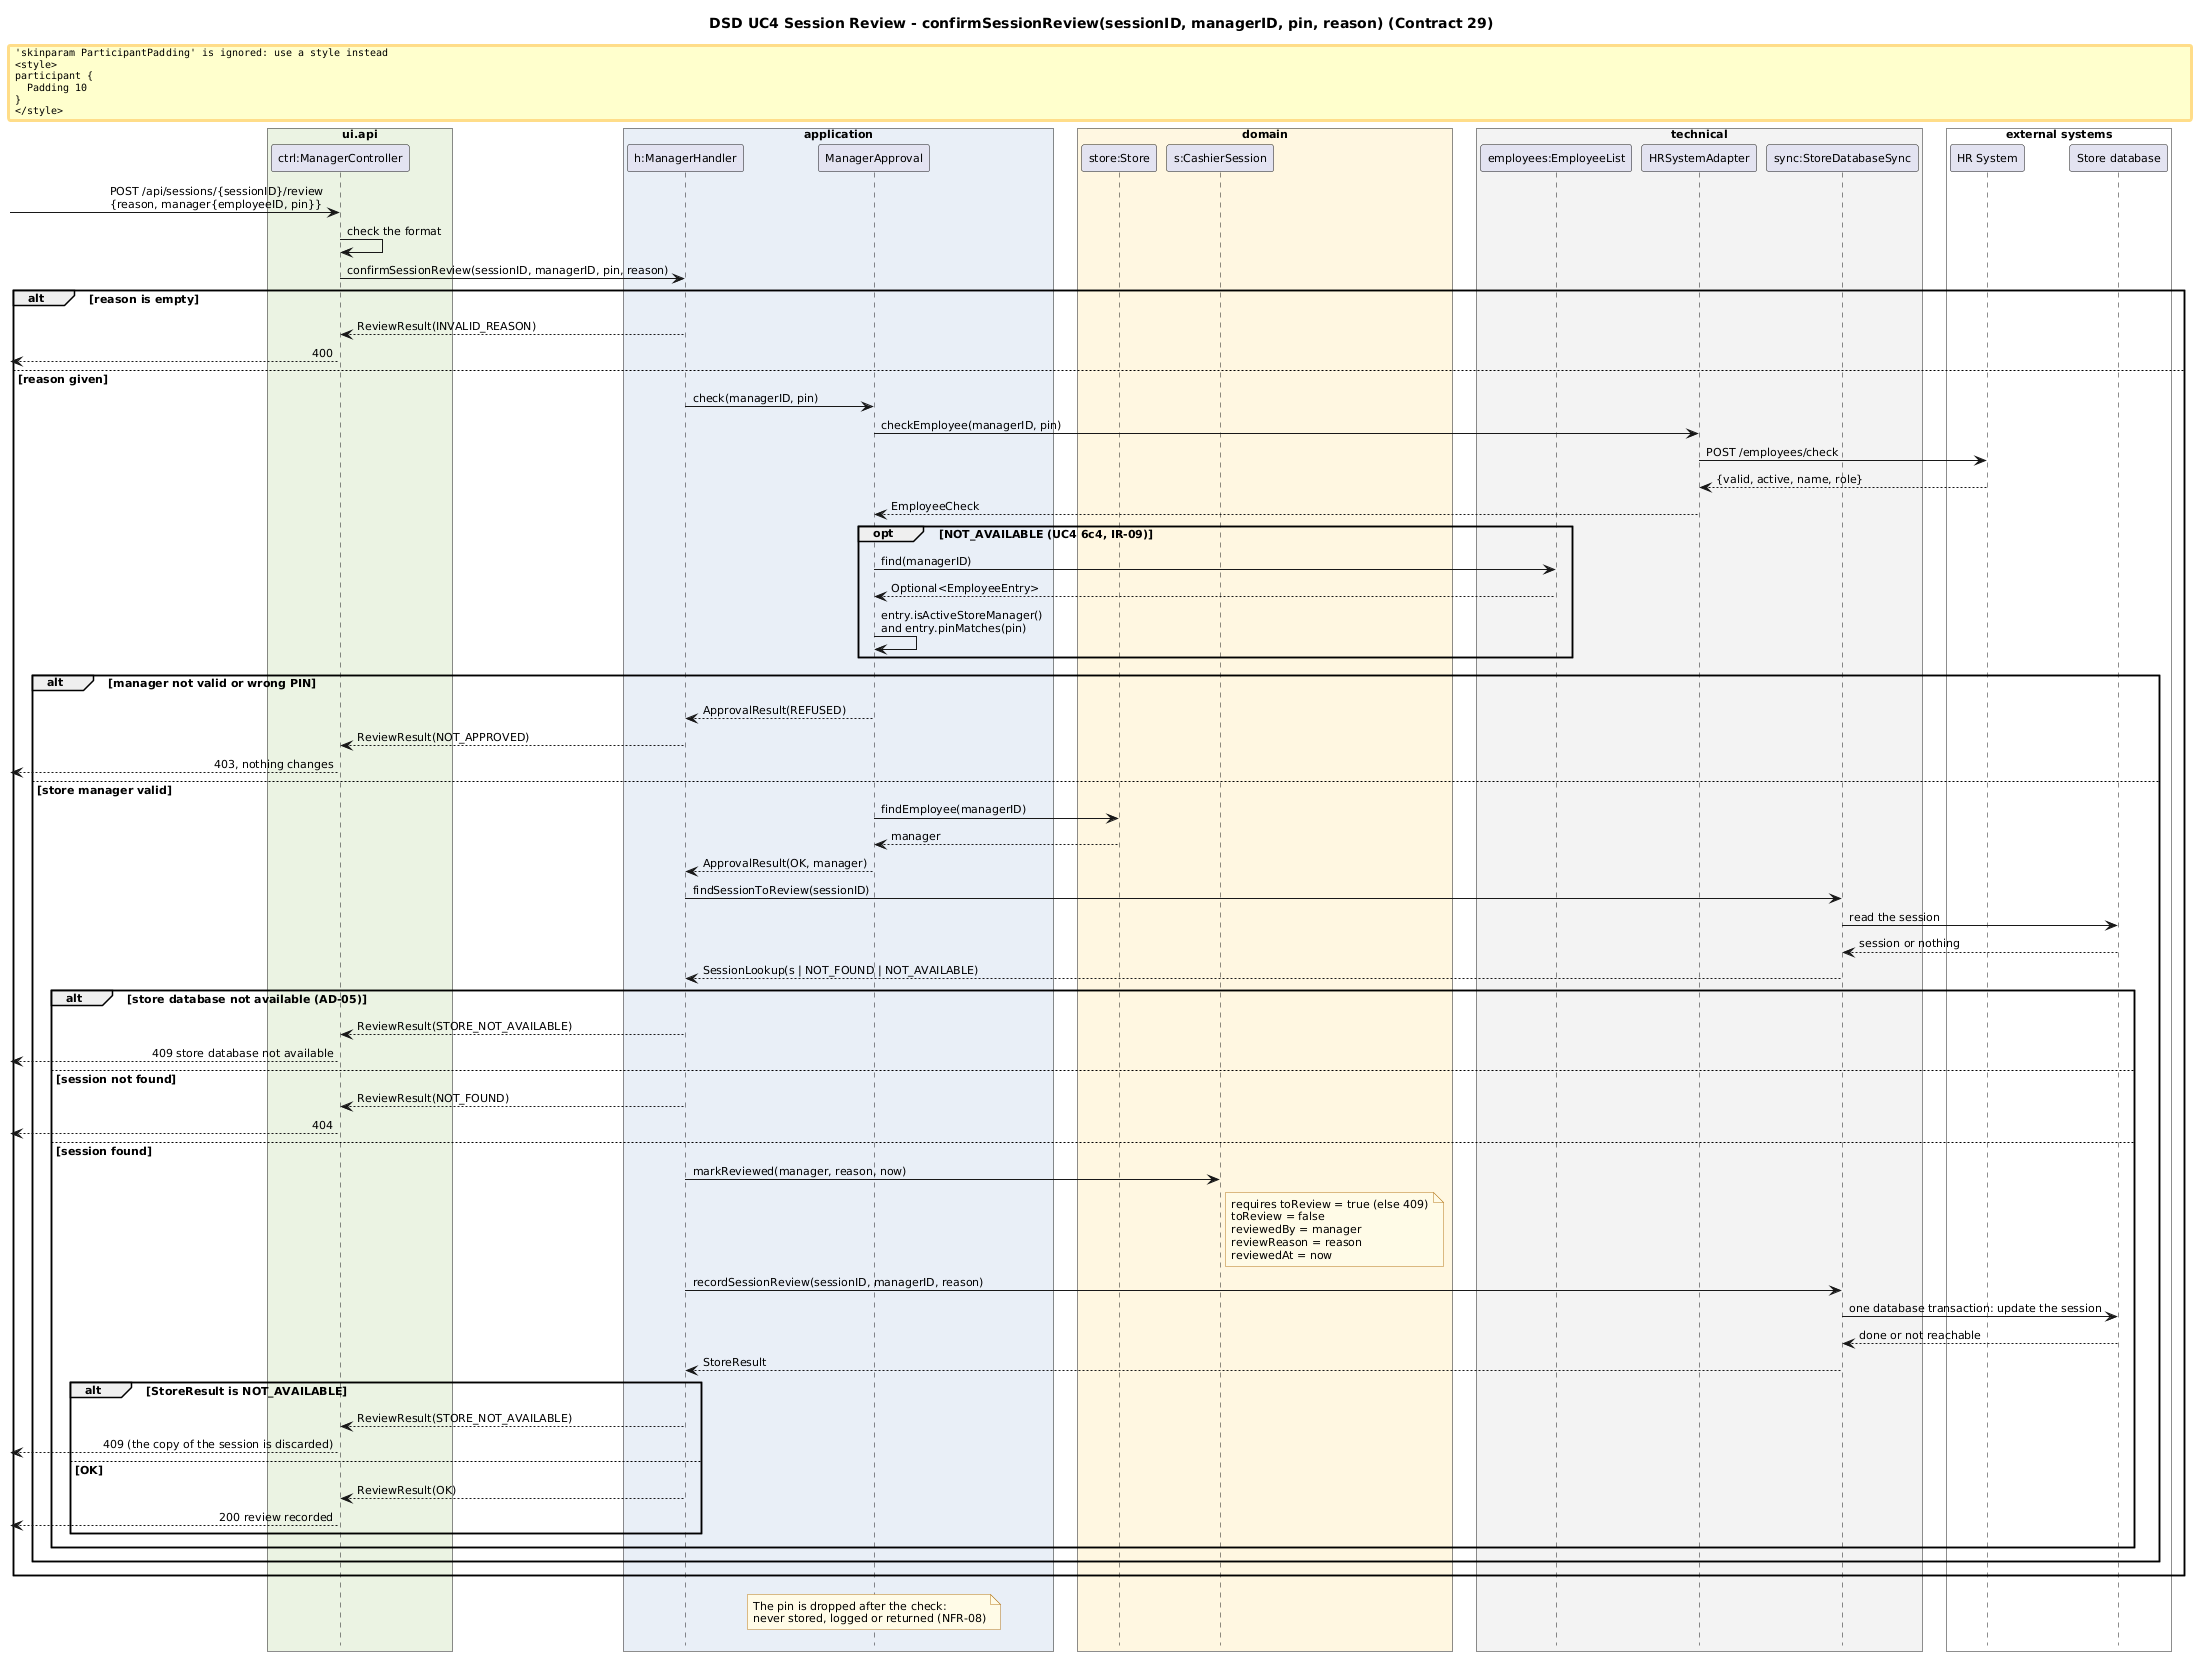 DSD UC4 Session Review - confirmSessionReview(sessionID, managerID, pin, reason) (Contract 29)
'skinparam ParticipantPadding' is ignored: use a style instead
<style>
participant {
  Padding 10
}
</style>
ui.api
application
domain
technical
external systems
ctrl:ManagerController
h:ManagerHandler
ManagerApproval
store:Store
s:CashierSession
employees:EmployeeList
HRSystemAdapter
sync:StoreDatabaseSync
HR System
Store database
POST /api/sessions/{sessionID}/review
{reason, manager{employeeID, pin}}
check the format
confirmSessionReview(sessionID, managerID, pin, reason)
alt
[reason is empty]
ReviewResult(INVALID_REASON)
400
[reason given]
check(managerID, pin)
checkEmployee(managerID, pin)
POST /employees/check
{valid, active, name, role}
EmployeeCheck
opt
[NOT_AVAILABLE (UC4 6c4, IR-09)]
find(managerID)
Optional<EmployeeEntry>
entry.isActiveStoreManager()
and entry.pinMatches(pin)
alt
[manager not valid or wrong PIN]
ApprovalResult(REFUSED)
ReviewResult(NOT_APPROVED)
403, nothing changes
[store manager valid]
findEmployee(managerID)
manager
ApprovalResult(OK, manager)
findSessionToReview(sessionID)
read the session
session or nothing
SessionLookup(s | NOT_FOUND | NOT_AVAILABLE)
alt
[store database not available (AD-05)]
ReviewResult(STORE_NOT_AVAILABLE)
409 store database not available
[session not found]
ReviewResult(NOT_FOUND)
404
[session found]
markReviewed(manager, reason, now)
requires toReview = true (else 409)
toReview = false
reviewedBy = manager
reviewReason = reason
reviewedAt = now
recordSessionReview(sessionID, managerID, reason)
one database transaction: update the session
done or not reachable
StoreResult
alt
[StoreResult is NOT_AVAILABLE]
ReviewResult(STORE_NOT_AVAILABLE)
409 (the copy of the session is discarded)
[OK]
ReviewResult(OK)
200 review recorded
The pin is dropped after the check:
never stored, logged or returned (NFR-08)